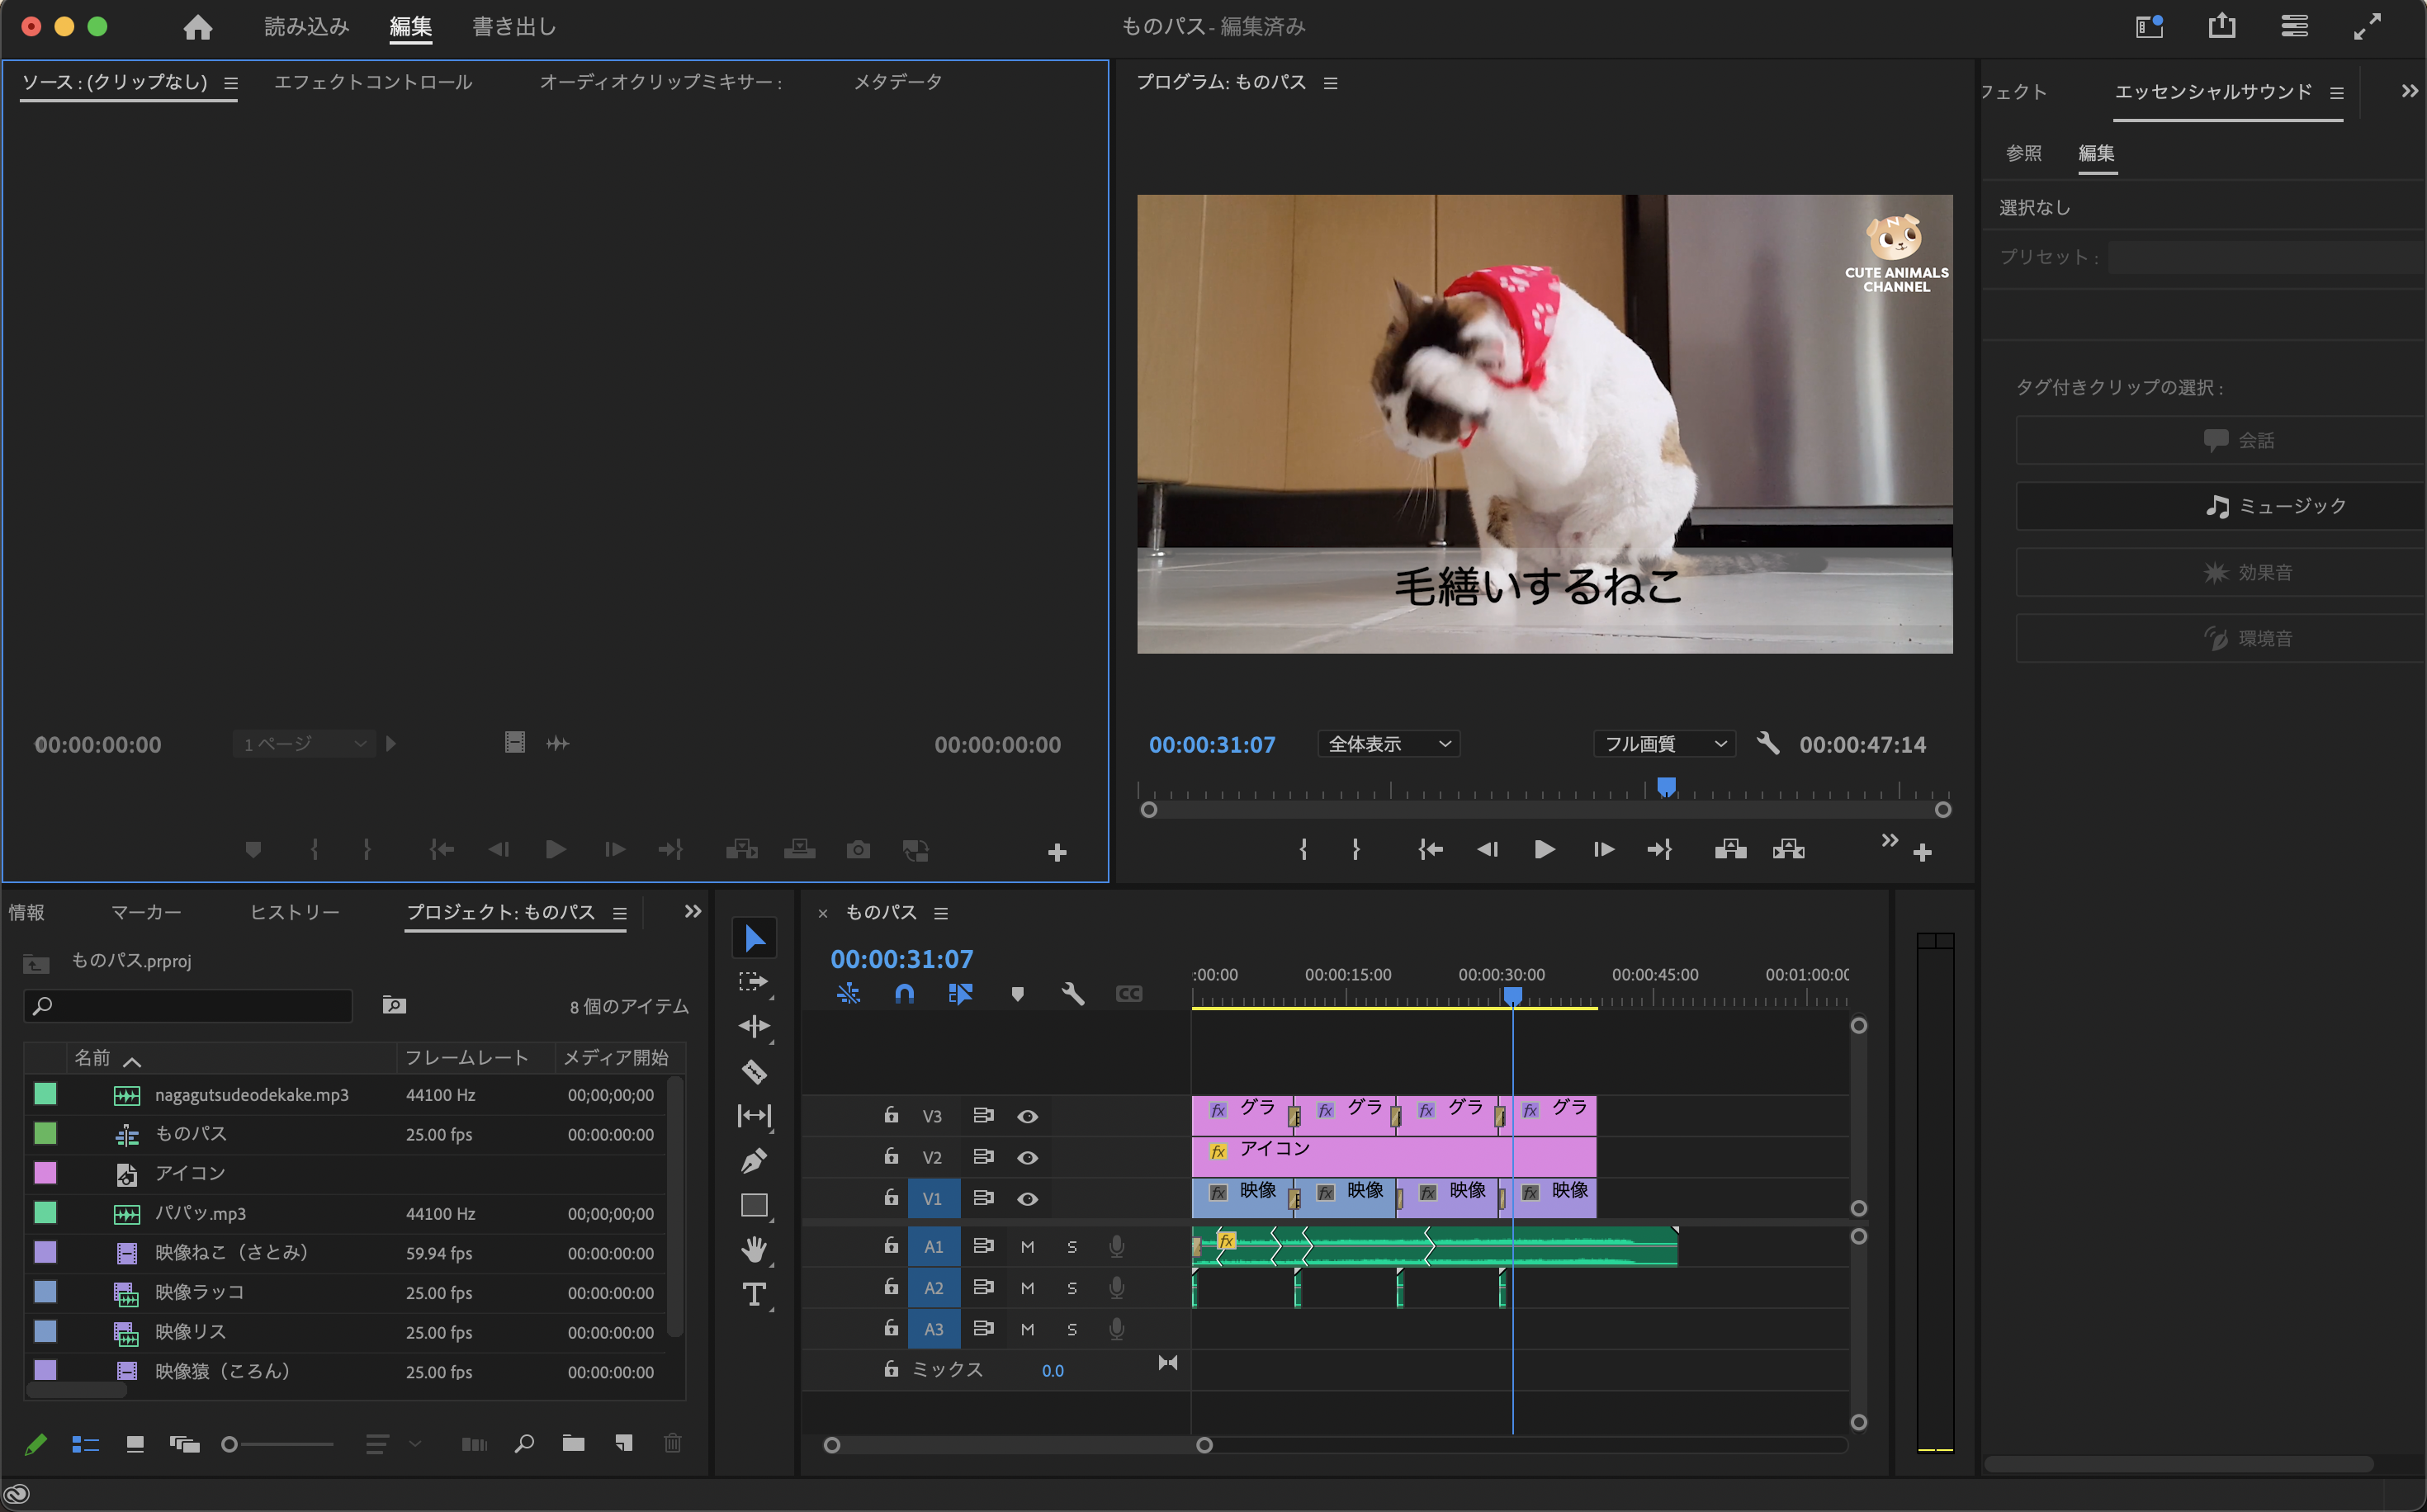 読み込み
編集
書き出し
ものパス - 編集済み
ソース : (クリップなし)
エフェクトコントロール
オーディオクリップミキサー :
メタデータ
プログラム: ものパス
フェクト
エッセンシャルサウンド
参照
編集
選択なし
プリセット :
タグ付きクリップの選択 :
会話
ミュージック
効果音
環境音
CUTE ANIMALS
CHANNEL
毛繕いするねこ
00:00:00:00
1 ページ
00:00:00:00
00:00:31:07
全体表示
フル画質
00:00:47:14
情報
マーカー
ヒストリー
プロジェクト: ものパス
ものパス.prproj
8 個のアイテム
名前
フレームレート
メディア開始
nagagutsudeodekake.mp3 44100 Hz 00;00;00;00
ものパス 25.00 fps 00:00:00:00
アイコン
パパッ.mp3 44100 Hz 00;00;00;00
映像ねこ（さとみ） 59.94 fps 00:00:00:00
映像ラッコ 25.00 fps 00:00:00:00
映像リス 25.00 fps 00:00:00:00
映像猿（ころん） 25.00 fps 00:00:00:00
× ものパス
00:00:31:07
:00:00 00:00:15:00 00:00:30:00 00:00:45:00 00:01:00:00
V3 fx グラ fx グラ fx グラ fx グラ
V2 fx アイコン
V1 fx 映像 fx 映像 fx 映像 fx 映像
A1 M S fx
A2 M S
A3 M S
ミックス 0.0